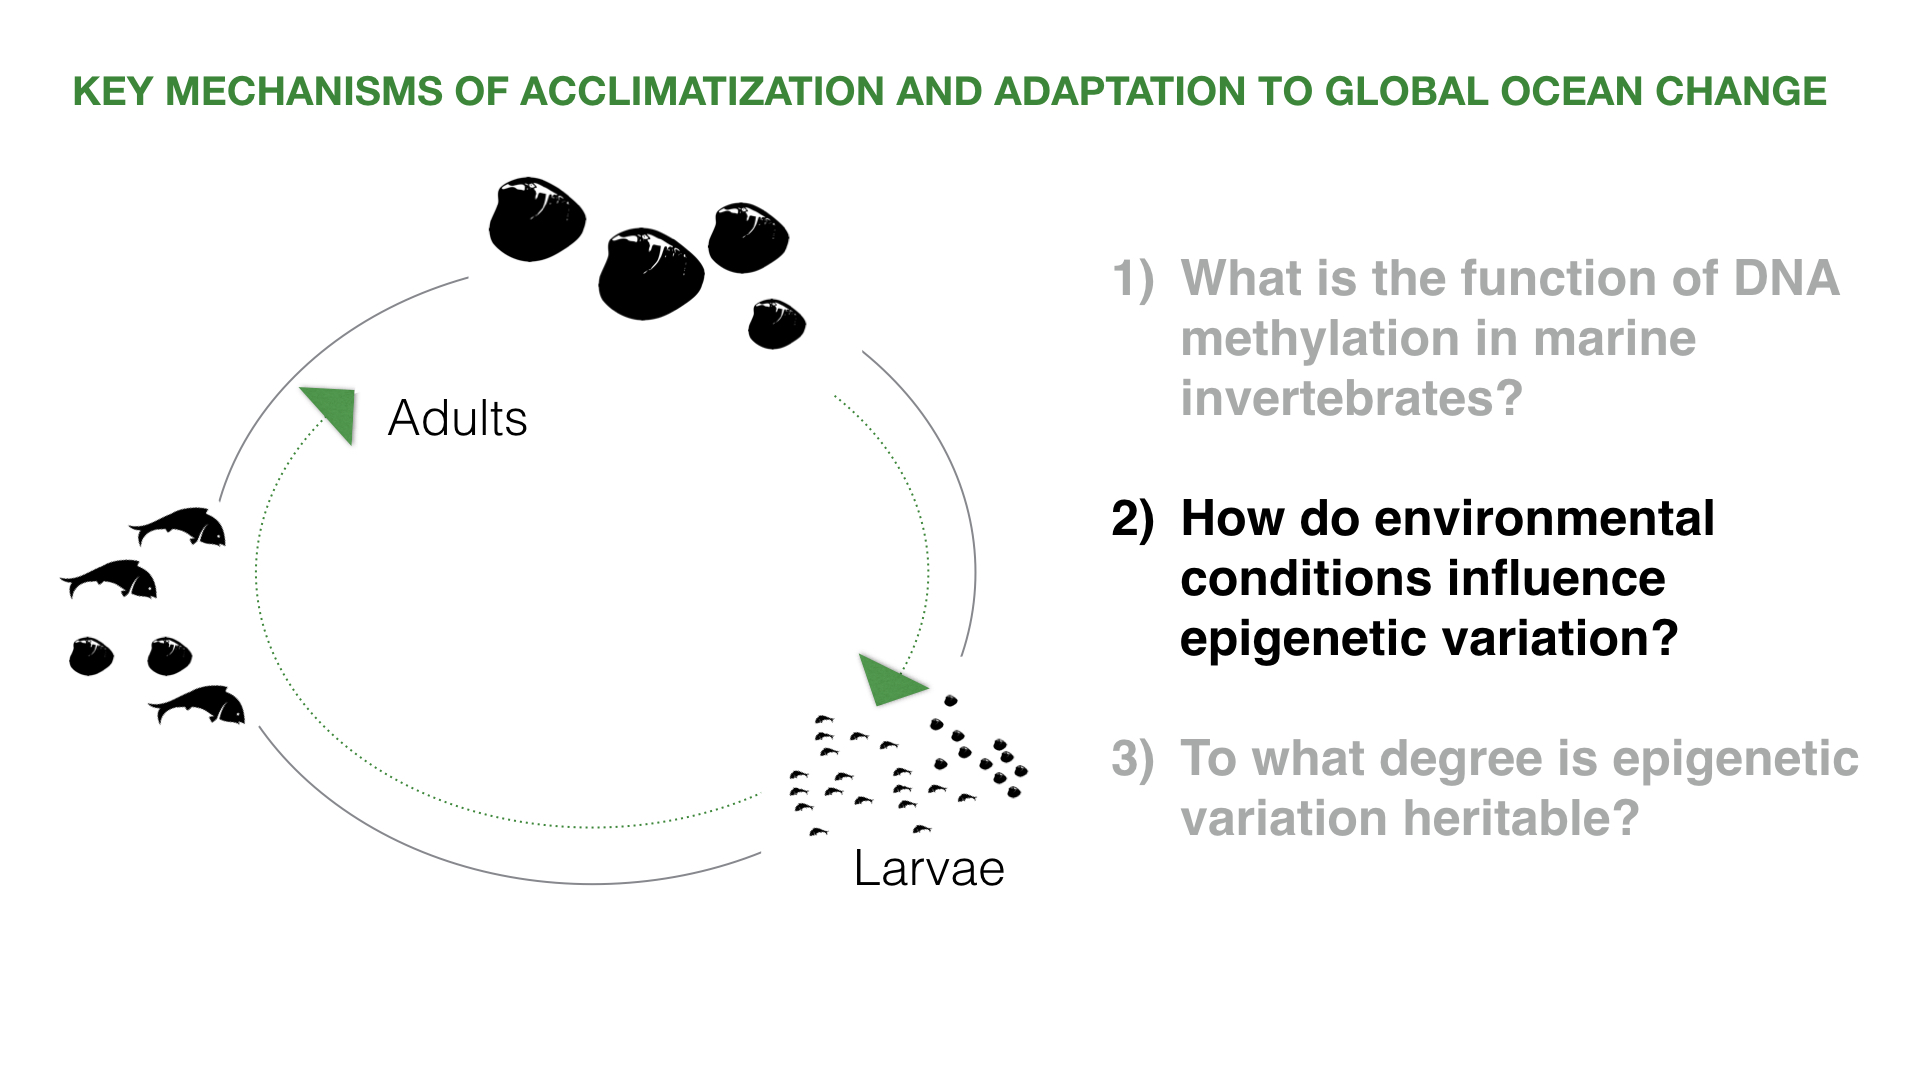 KEY MECHANISMS OF ACCLIMATIZATION AND ADAPTATION TO GLOBAL OCEAN CHANGE
Adults
Larvae
1) What is the function of DNA
methylation in marine
invertebrates?
2) How do environmental
conditions influence
epigenetic variation?
3) To what degree is epigenetic
variation heritable?